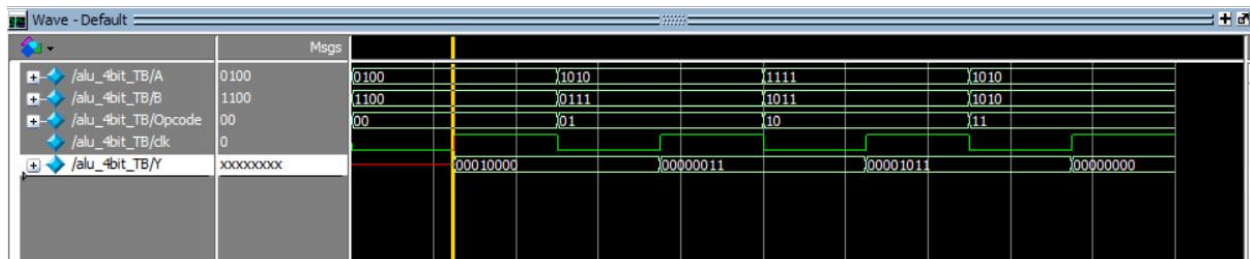 Wave - Default
Msgs
/alu_4bit_TB/A 0100 0100 1010 1111 1010
/alu_4bit_TB/B 1100 1100 0111 1011 1010
/alu_4bit_TB/Opcode 00 00 01 10 11
/alu_4bit_TB/clk 0
/alu_4bit_TB/Y xxxxxxxx 00010000 00000011 00001011 00000000